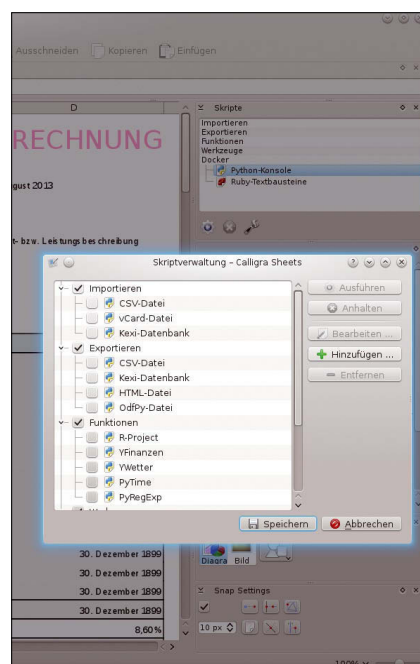 Ausschneiden Kopieren Einfügen
D
RECHNUNG
gust 2013
t- bzw. Leistungsbeschreibung
Skripte
Importieren
Exportieren
Funktionen
Werkzeuge
Docker
Python-Konsole
Ruby-Textbausteine
Skriptverwaltung – Calligra Sheets
Importieren
CSV-Datei
vCard-Datei
Kexi-Datenbank
Exportieren
CSV-Datei
Kexi-Datenbank
HTML-Datei
OdfPy-Datei
Funktionen
R-Project
YFinanzen
YWetter
PyTime
PyRegExp
Ausführen
Anhalten
Bearbeiten ...
Hinzufügen ...
Entfernen
Speichern Abbrechen
30. Dezember 1899
30. Dezember 1899
30. Dezember 1899
30. Dezember 1899
8,60%
Diagra Bild
Snap Settings
10 px
100%